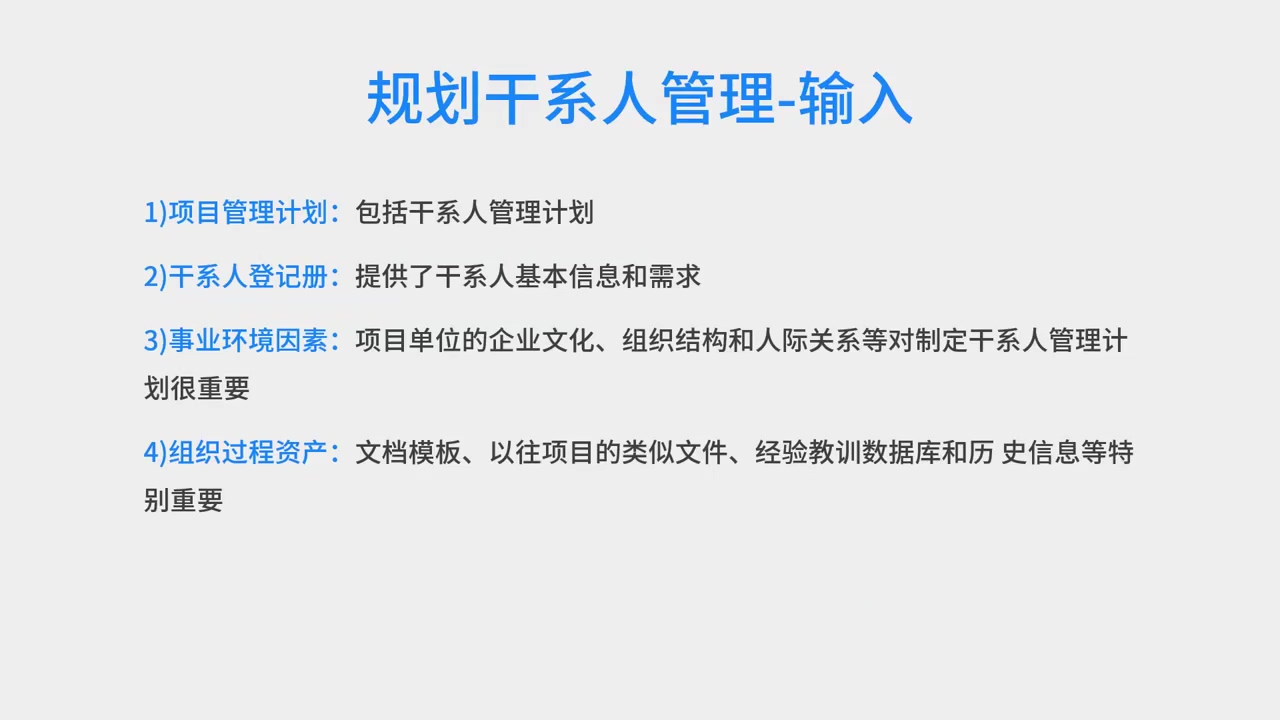 规划干系人管理-输入
1)项目管理计划：包括干系人管理计划
2)干系人登记册：提供了干系人基本信息和需求
3)事业环境因素：项目单位的企业文化、组织结构和人际关系等对制定干系人管理计
划很重要
4)组织过程资产：文档模板、以往项目的类似文件、经验教训数据库和历 史信息等特
别重要